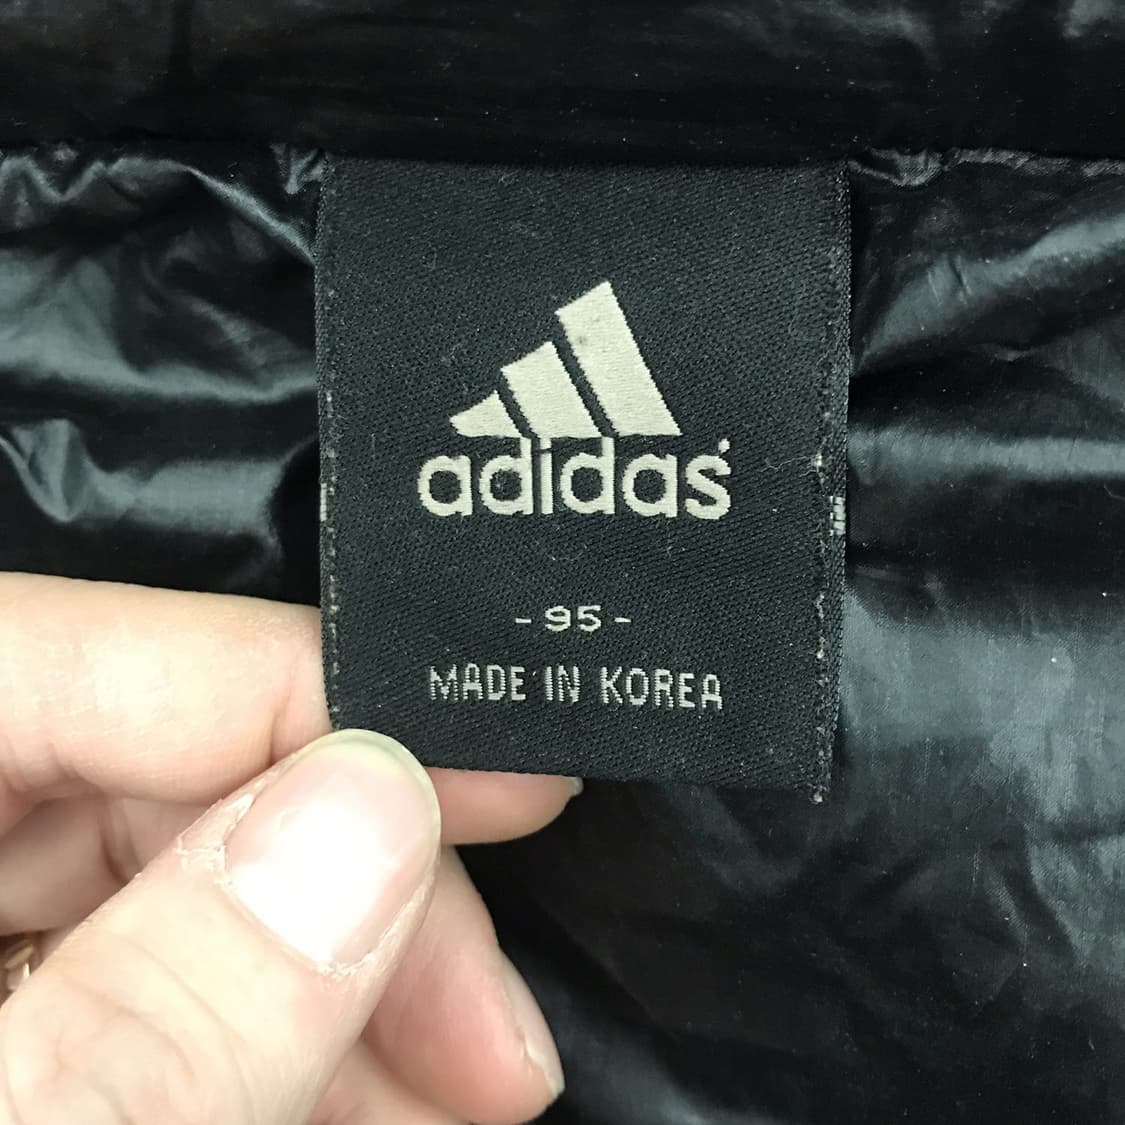 adidas
- 95 -
MADE IN KOREA